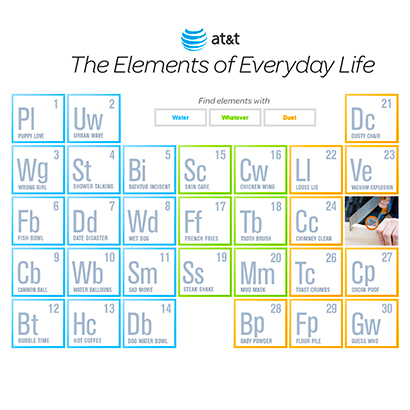 at&t
The Elements of Everyday Life
Find elements with
Water Whatever Dust
Pl 1 PUPPY LOVE
Uw 2 URBAN WAVE
Dc 21 DUSTY CHAIR
Wg 3 WRONG GIRL
St 4 SHOWER TALKING
Bi 5 BATHTUB INCIDENT
Sc 15 SKIN CARE
Cw 16 CHICKEN WING
Ll 22 LOOSE LID
Ve 23 VACUUM EXPLOSION
Fb 6 FISH BOWL
Dd 7 DATE DISASTER
Wd 8 WET DOG
Ff 17 FRENCH FRIES
Tb 18 TOOTH BRUSH
Cc 24 CHIMNEY CLEAN
Cb 9 CANNON BALL
Wb 10 WATER BALLOONS
Sm 11 SAD MOVIE
Ss 19 STEAK SHAKE
Mm 20 MUD MASK
Tc 26 TOAST CRUMBS
Cp 27 COCOA POOF
Bt 12 BUBBLE TIME
Hc 13 HOT COFFEE
Db 14 DOG WATER BOWL
Bp 28 BABY POWDER
Fp 29 FLOUR PILE
Gw 30 GUESS WHO